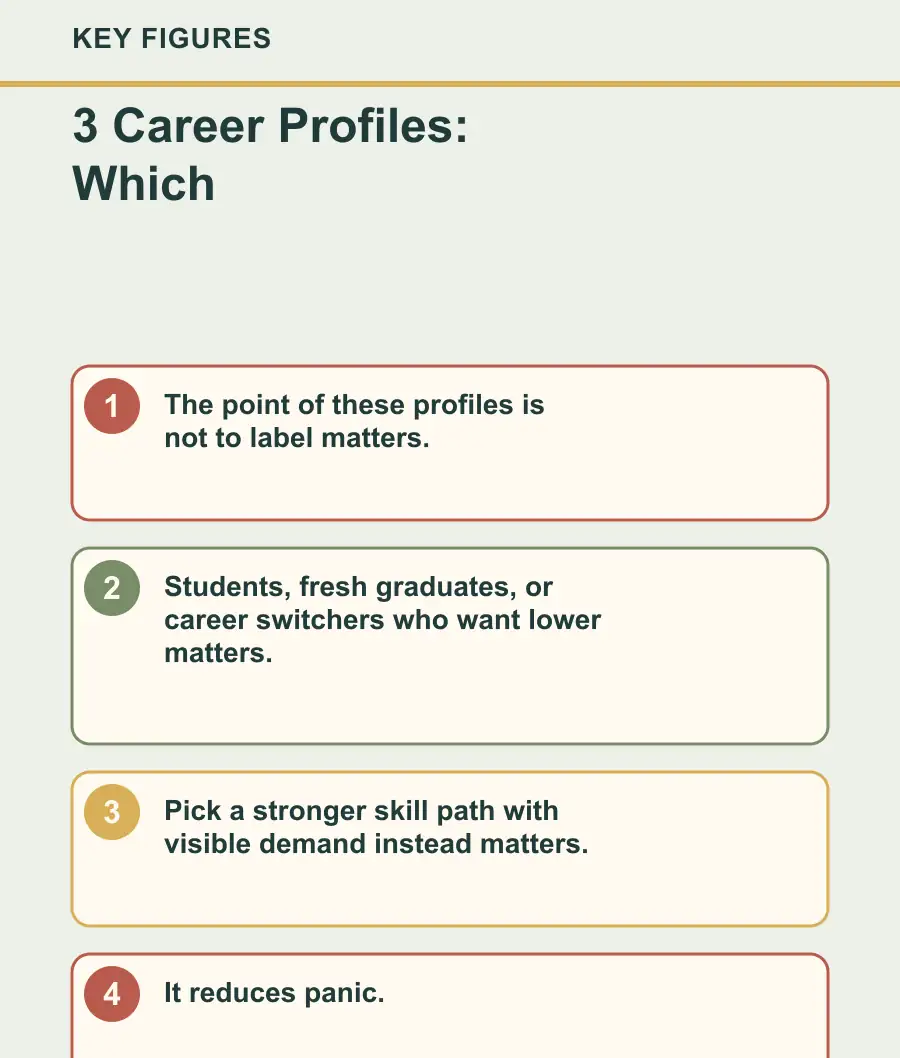 KEY FIGURES
3 Career Profiles:
Which
1
The point of these profiles is
not to label matters.
2
Students, fresh graduates, or
career switchers who want lower
matters.
3
Pick a stronger skill path with
visible demand instead matters.
4
It reduces panic.